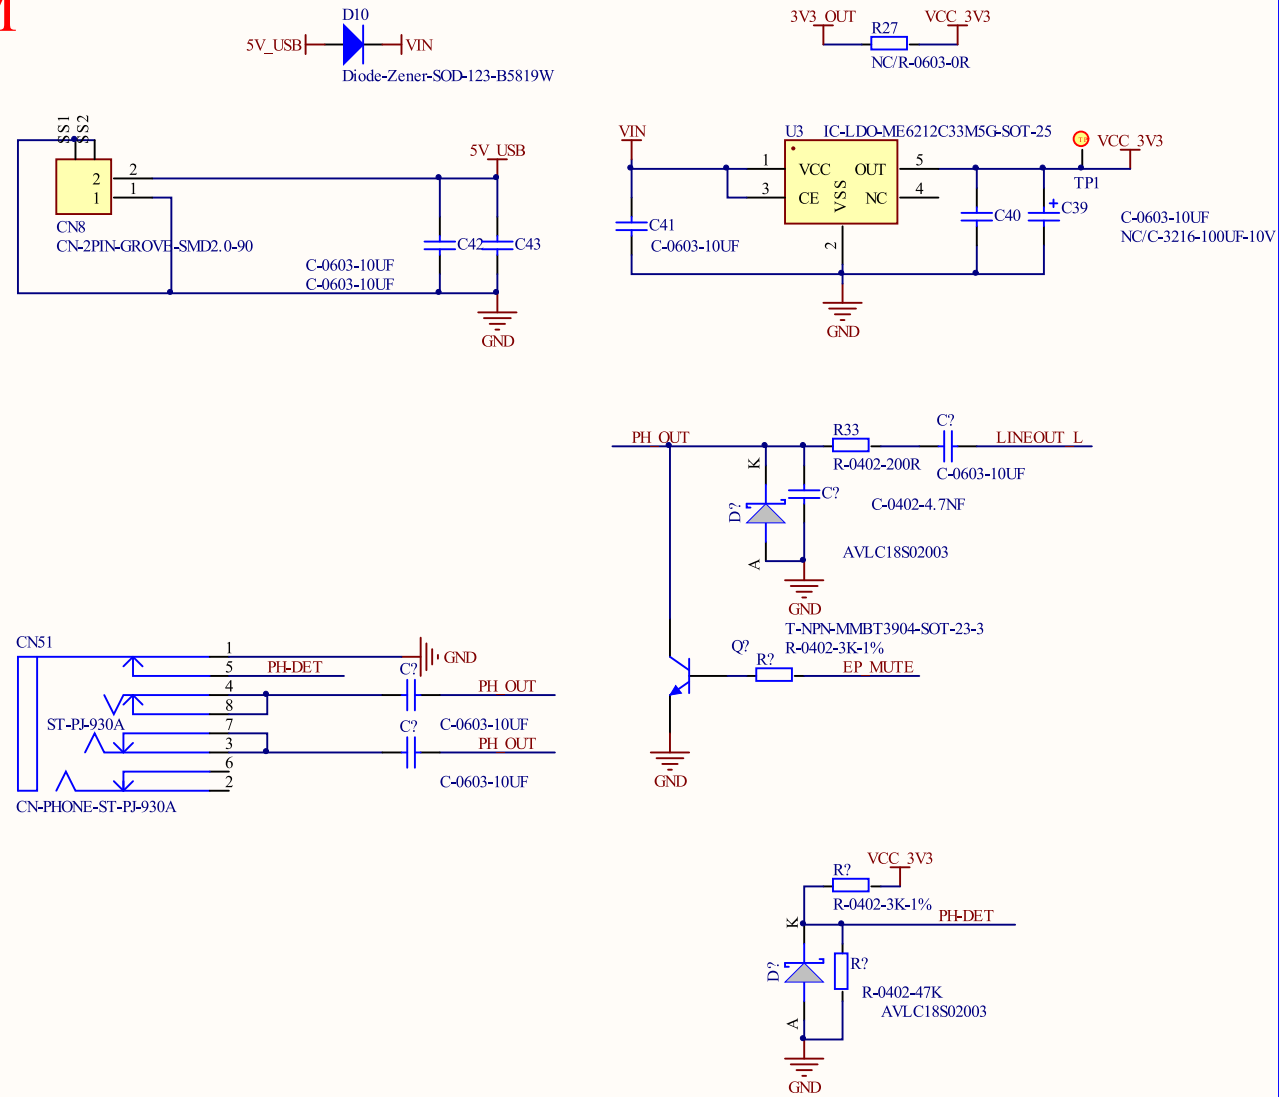 M
D10
5V_USB
VIN
Diode-Zener-SOD-123-B5819W
3V3_OUT
VCC_3V3
R27
NC/R-0603-0R
SS1
SS2
2
1
2
1
CN8
CN-2PIN-GROVE-SMD2.0-90
5V_USB
C42
C43
C-0603-10UF
C-0603-10UF
GND
VIN
U3 IC-LDO-ME6212C33M5G-SOT-25
1
3
VCC
CE
VSS
OUT
NC
5
4
2
TP
VCC_3V3
TP1
C41
C-0603-10UF
C40
C39
C-0603-10UF
NC/C-3216-100UF-10V
GND
PH_OUT
R33
R-0402-200R
C?
C-0603-10UF
LINEOUT_L
K
D?
A
C?
C-0402-4.7NF
AVLC18S02003
GND
T-NPN-MMBT3904-SOT-23-3
R-0402-3K-1%
Q?
R?
EP_MUTE
GND
CN51
1
5
4
8
7
3
6
2
PH-DET
GND
C?
PH_OUT
C-0603-10UF
C?
PH_OUT
C-0603-10UF
ST-PJ-930A
CN-PHONE-ST-PJ-930A
VCC_3V3
R?
R-0402-3K-1%
PH-DET
K
D?
A
R?
R-0402-47K
AVLC18S02003
GND